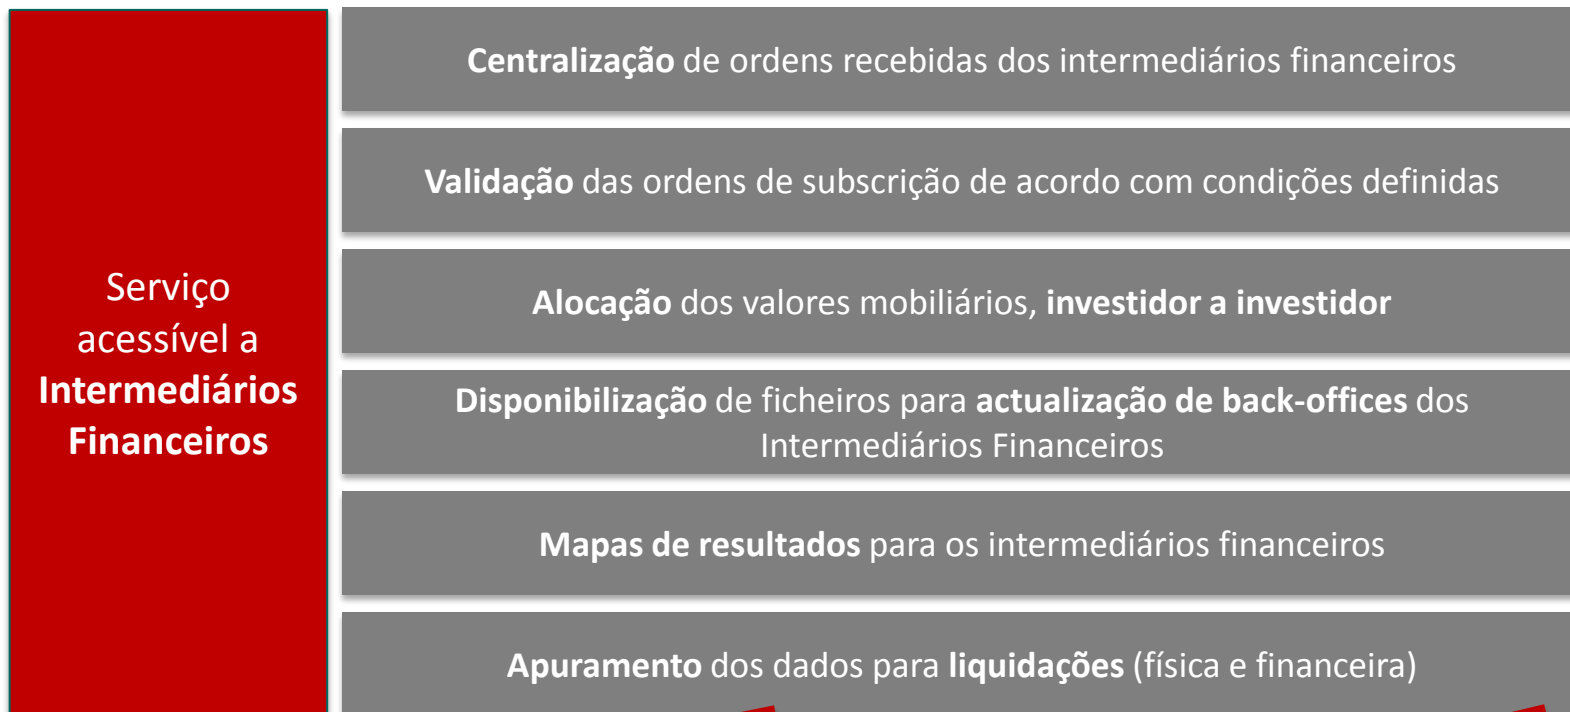 Serviço
acessível a
Intermediários
Financeiros
Centralização de ordens recebidas dos intermediários financeiros
Validação das ordens de subscrição de acordo com condições definidas
Alocação dos valores mobiliários, investidor a investidor
Disponibilização de ficheiros para actualização de back-offices dos
Intermediários Financeiros
Mapas de resultados para os intermediários financeiros
Apuramento dos dados para liquidações (física e financeira)